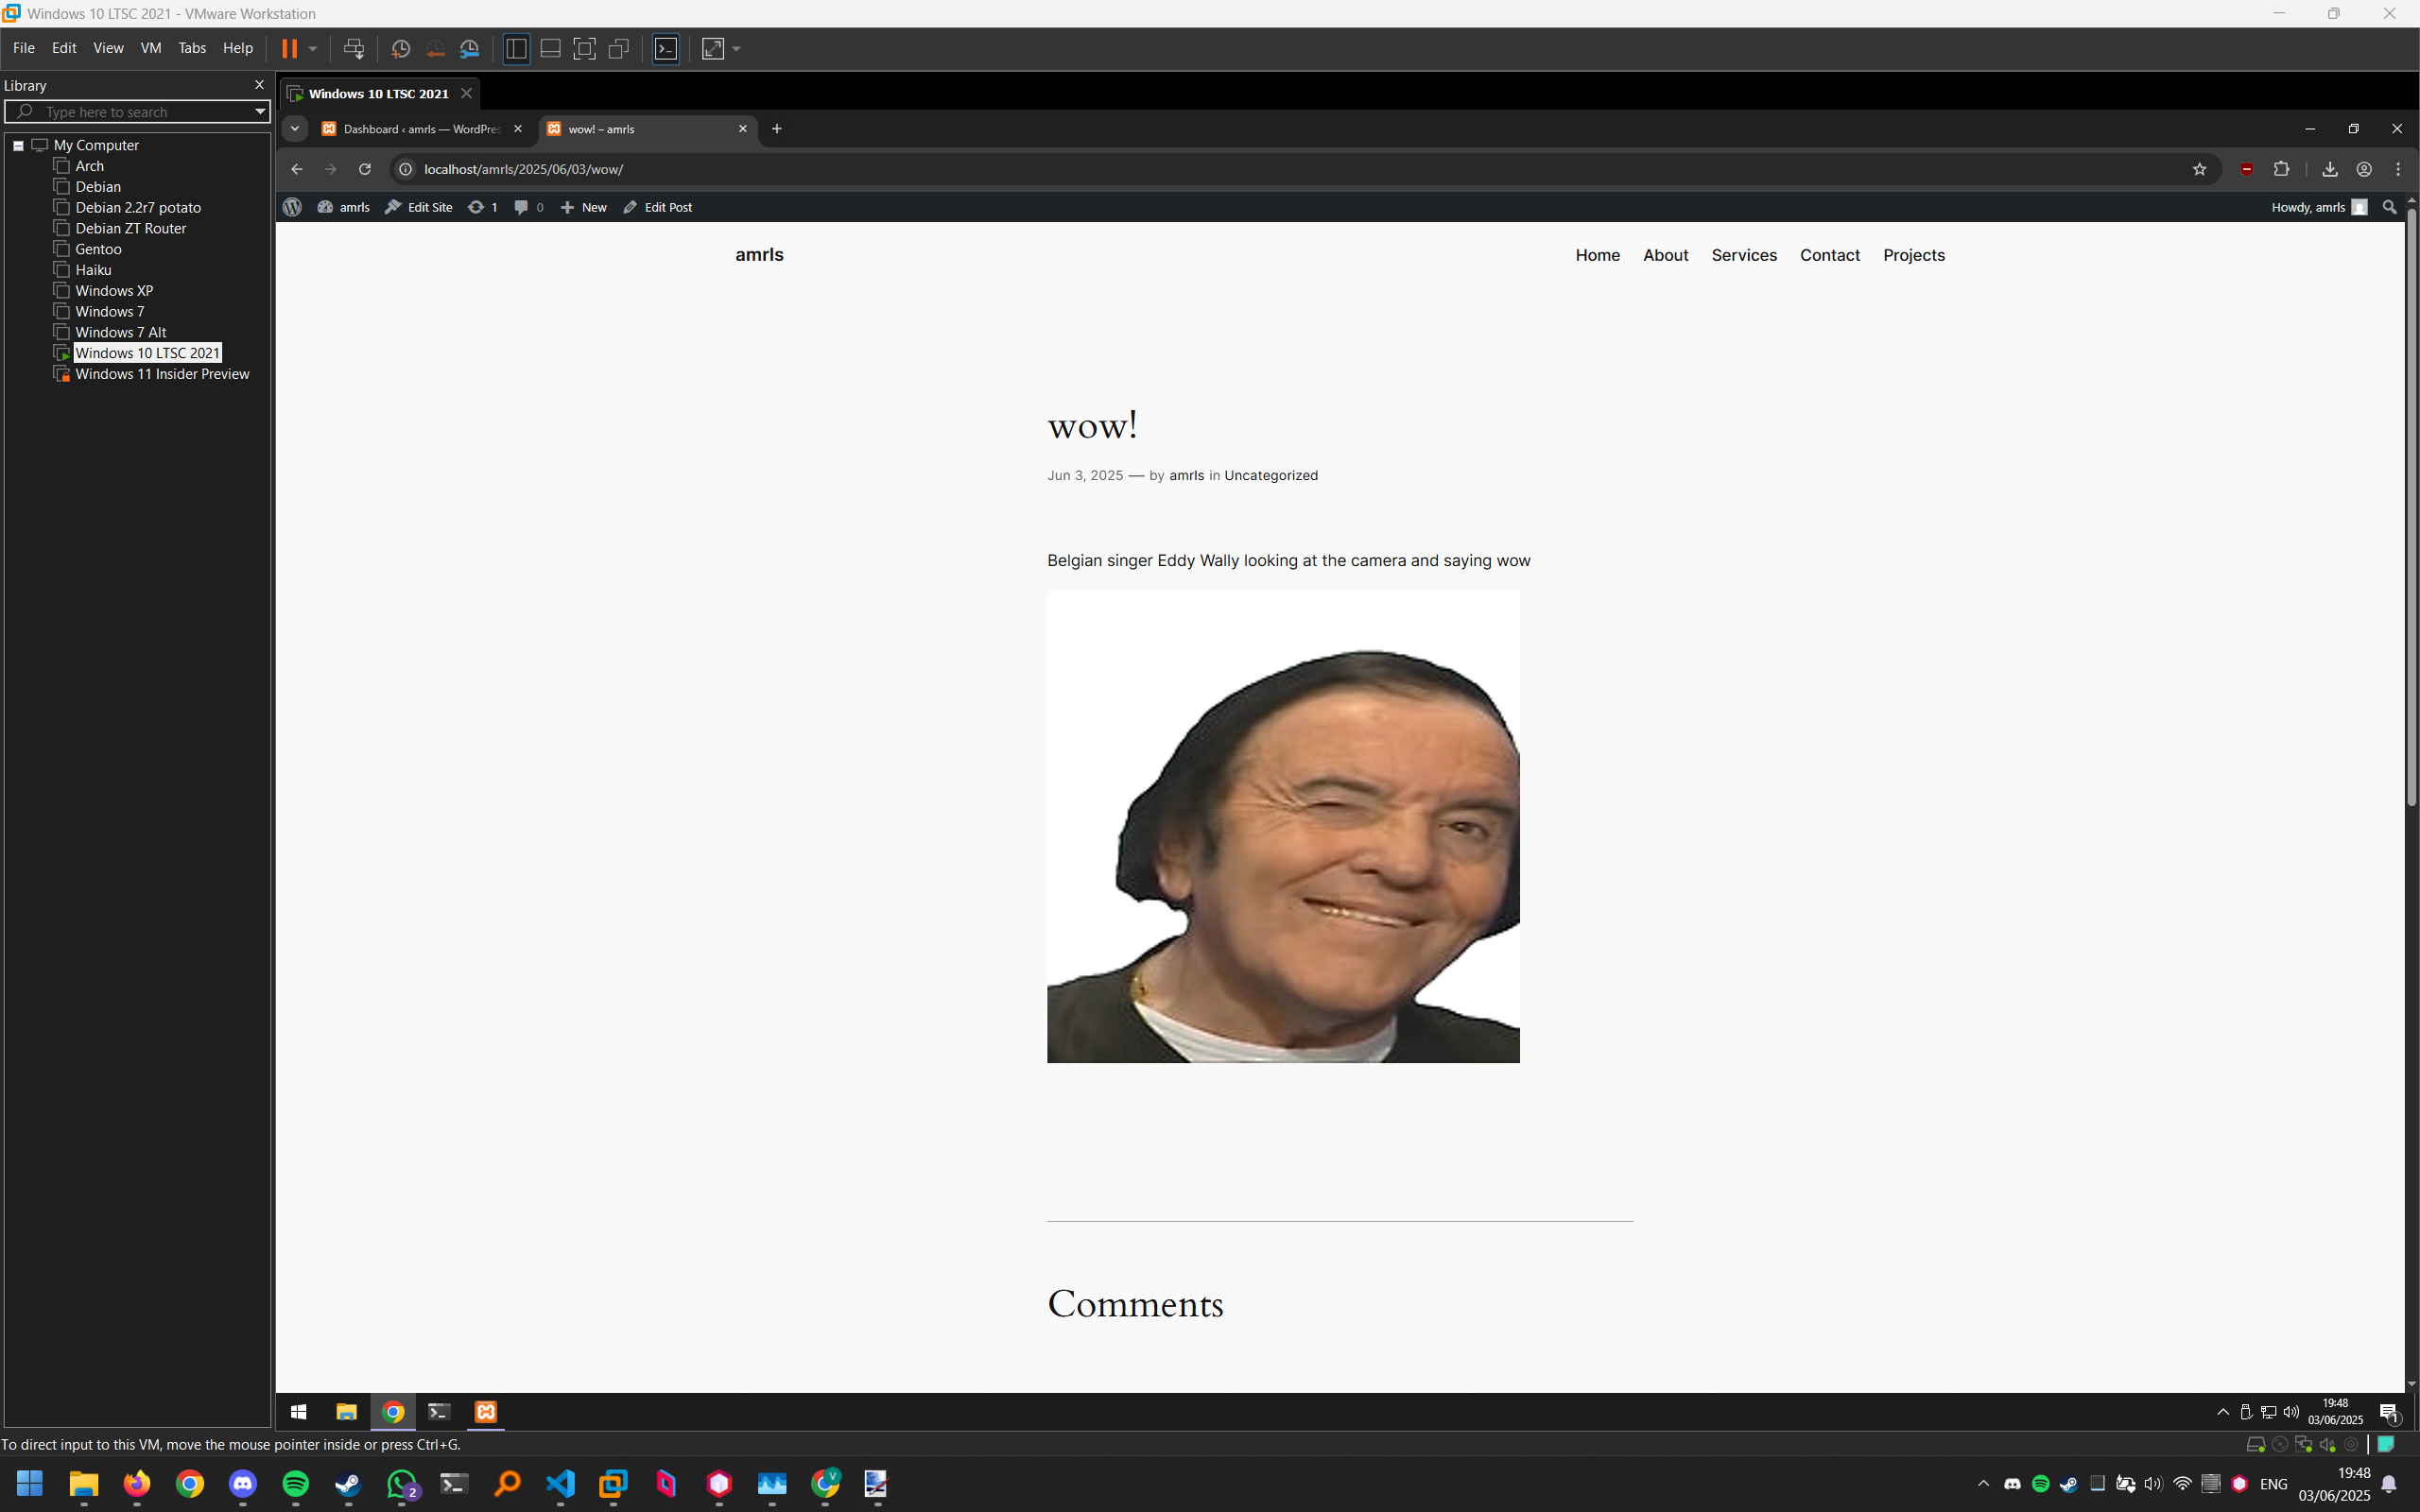 Windows 10 LTSC 2021 - VMware Workstation
File Edit View VM Tabs Help
Library
Type here to search
My Computer
Arch
Debian
Debian 2.2r7 potato
Debian ZT Router
Gentoo
Haiku
Windows XP
Windows 7
Windows 7 Alt
Windows 10 LTSC 2021
Windows 11 Insider Preview
Windows 10 LTSC 2021
Dashboard ‹ amrls — WordPres
wow! – amrls
localhost/amrls/2025/06/03/wow/
amrls Edit Site 1 0 New Edit Post
Howdy, amrls
amrls
Home About Services Contact Projects
wow!
Jun 3, 2025 — by amrls in Uncategorized
Belgian singer Eddy Wally looking at the camera and saying wow
Comments
19:48
03/06/2025
1
To direct input to this VM, move the mouse pointer inside or press Ctrl+G.
2
V
ENG
19:48
03/06/2025